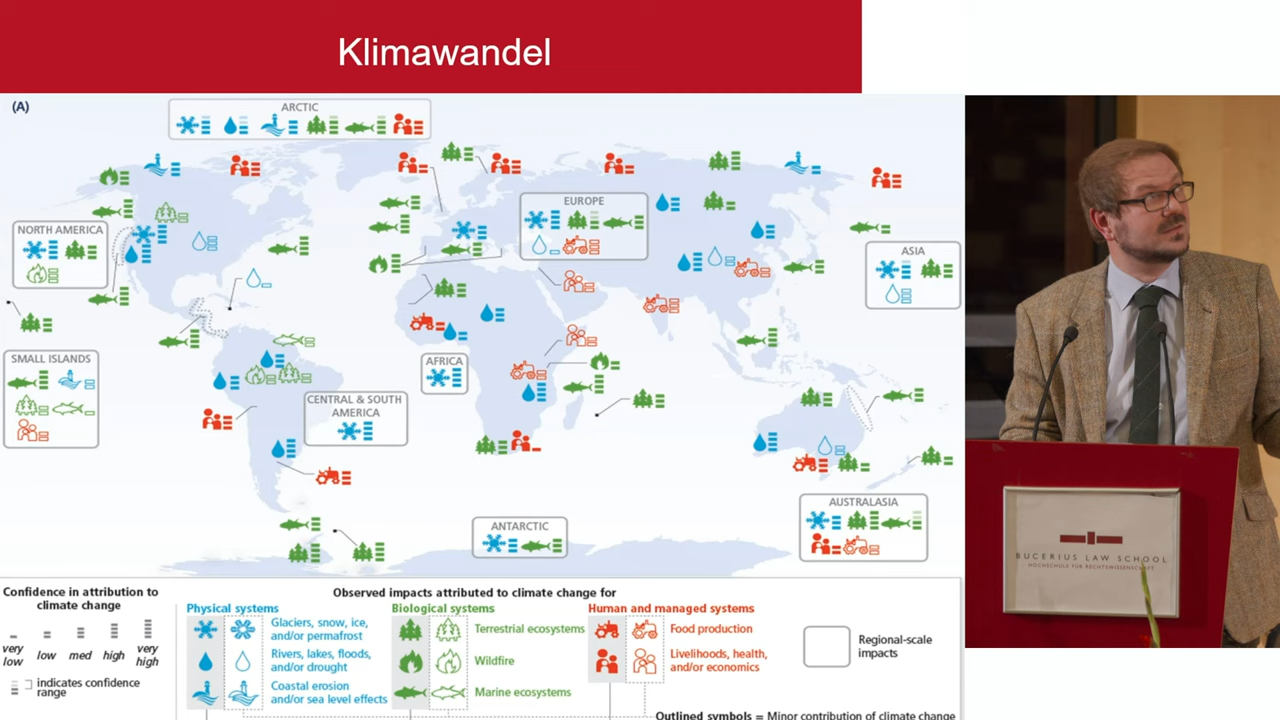 Klimawandel
(A)
ARCTIC
EUROPE
NORTH AMERICA
ASIA
SMALL ISLANDS
AFRICA
CENTRAL & SOUTH
AMERICA
AUSTRALASIA
ANTARCTIC
Confidence in attribution to
climate change
very
low
low
med
high
very
high
indicates confidence
range
Observed impacts attributed to climate change for
Physical systems
Glaciers, snow, ice,
and/or permafrost
Rivers, lakes, floods,
and/or drought
Coastal erosion
and/or sea level effects
Biological systems
Terrestrial ecosystems
Wildfire
Marine ecosystems
Human and managed systems
Food production
Livelihoods, health,
and/or economics
Regional-scale
impacts
Outlined symbols = Minor contribution of climate change
BUCERIUS LAW SCHOOL
HOCHSCHULE FÜR RECHTSWISSENSCHAFT